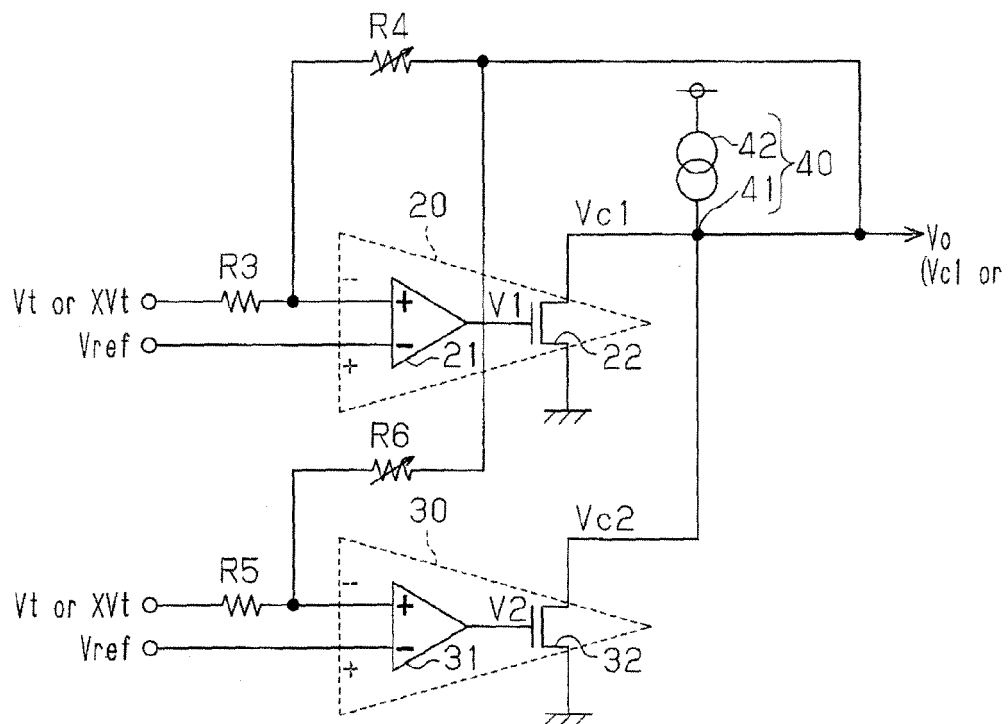 R4
42
40
41
20
Vc1
Vo
(Vc1 or
R3
--
Vt or XVt
+
V1
Vref
−
21
22
+
R6
30
Vc2
R5
--
Vt or XVt
+
V2
Vref
−
31
32
+